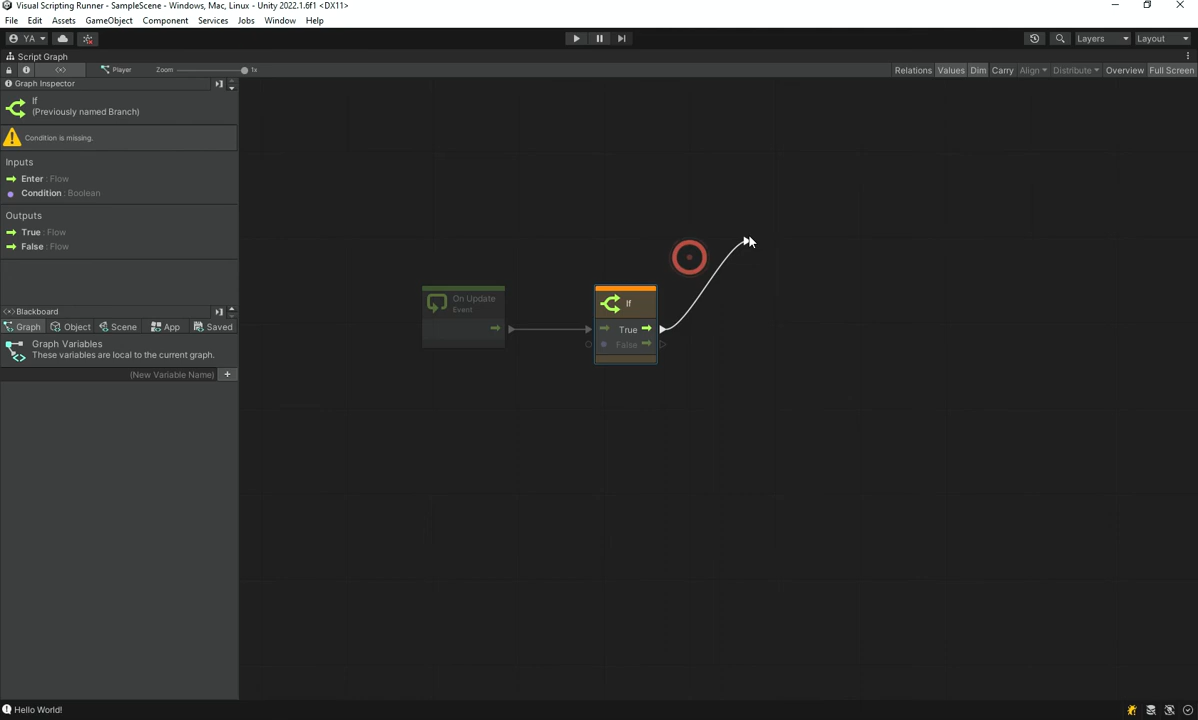 Visual Scripting Runner - SampleScene - Windows, Mac, Linux - Unity 2022.1.6f1 <DX11>
File Edit Assets GameObject Component Services Jobs Window Help
YA Layers Layout
Script Graph
<> Player Zoom 1x Relations Values Dim Carry Align Distribute Overview Full Screen
Graph Inspector
If
(Previously named Branch)
Condition is missing.
Inputs
Enter : Flow
Condition : Boolean
Outputs
True : Flow
False : Flow
<> Blackboard
Graph Object Scene App Saved
Graph Variables
These variables are local to the current graph.
(New Variable Name) +
On Update
Event
If
True
False
Hello World!